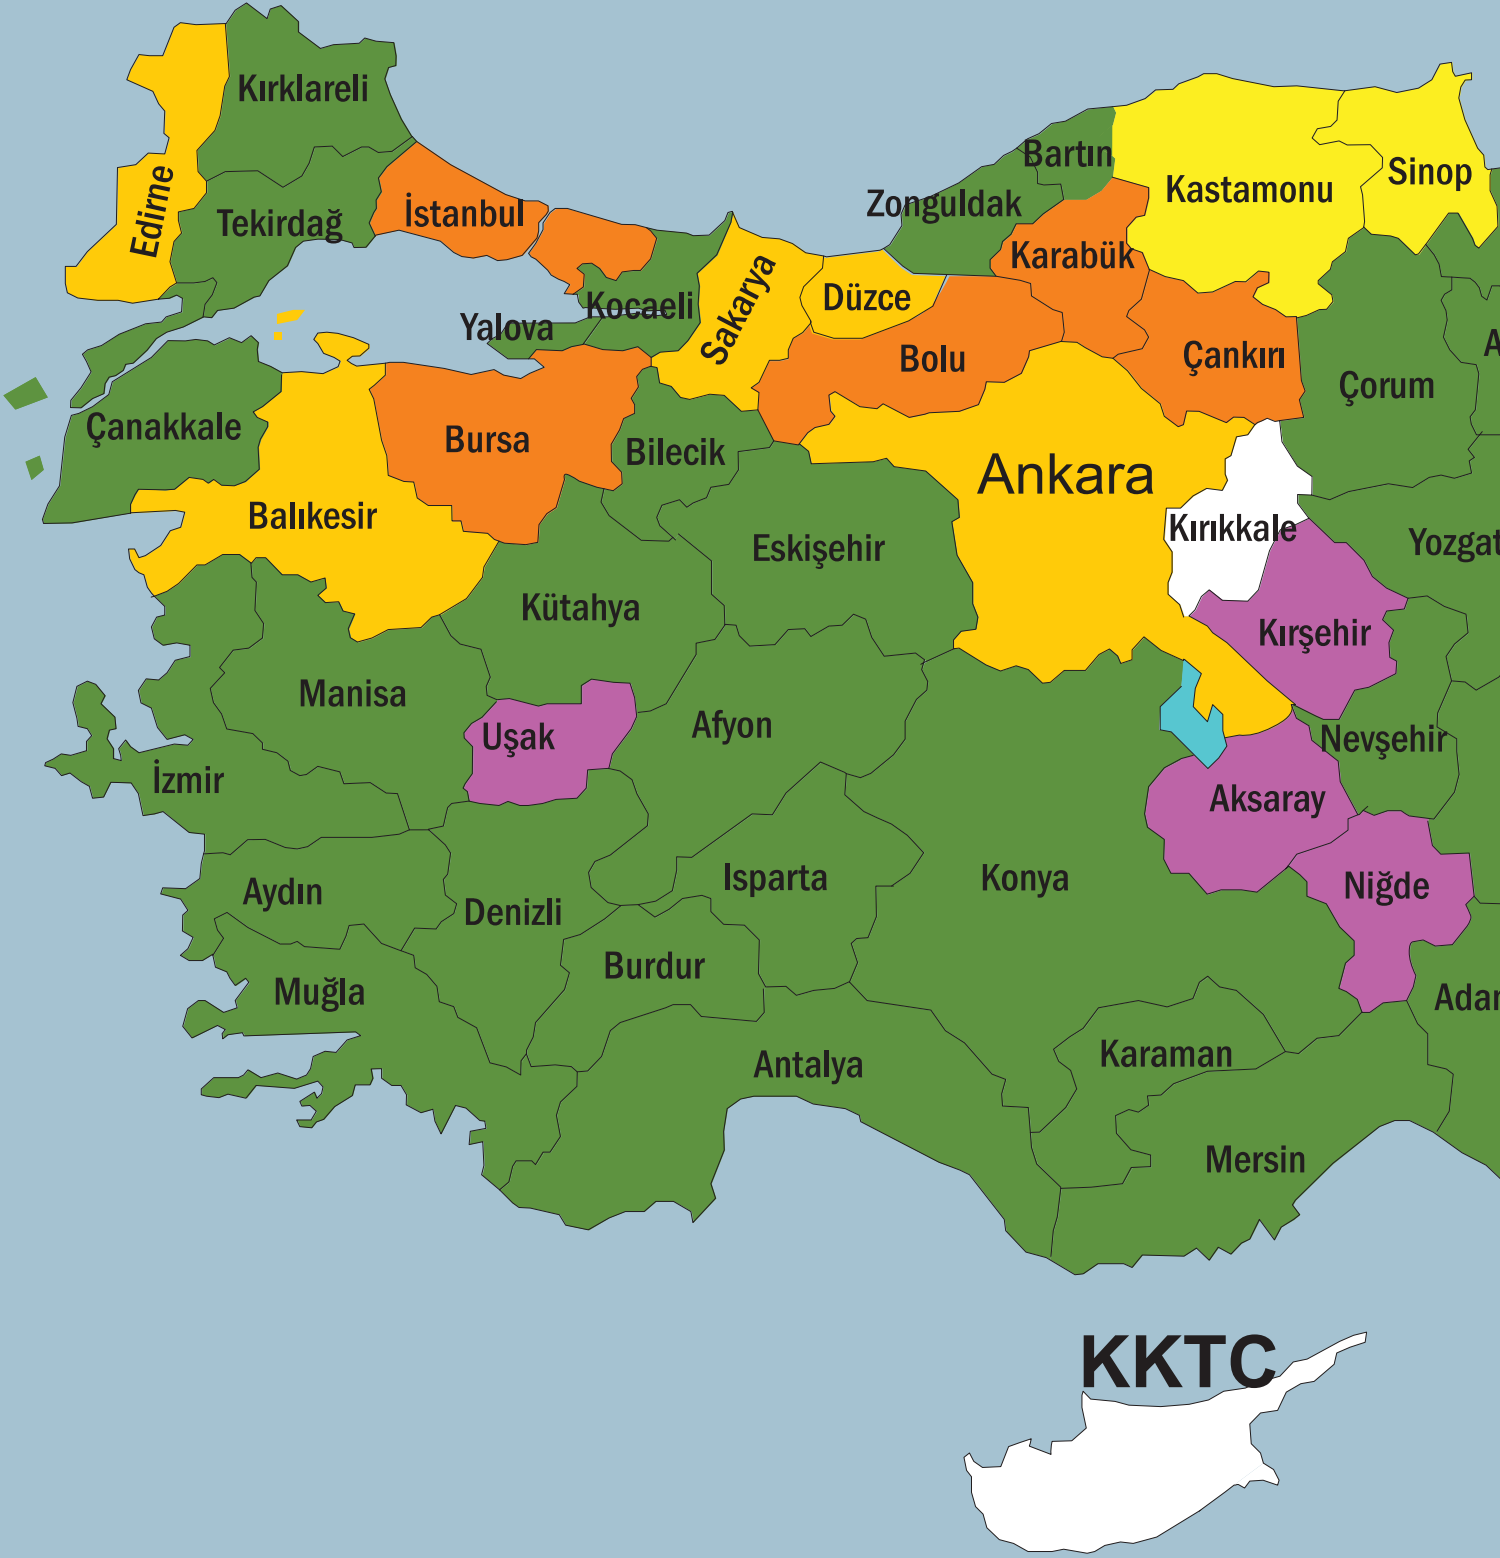 Kırklareli
Edirne
Tekirdağ
İstanbul
Bartın
Kastamonu
Sinop
Zonguldak
Karabük
Sakarya
Düzce
Kocaeli
Yalova
Bolu
Çankırı
Çorum
A
Çanakkale
Bursa
Bilecik
Ankara
Balıkesir
Eskişehir
Kırıkkale
Yozgat
Kütahya
Kırşehir
Manisa
Uşak
Afyon
Nevşehir
İzmir
Aksaray
Aydın
Isparta
Konya
Niğde
Denizli
Burdur
Muğla
Adar
Antalya
Karaman
Mersin
KKTC